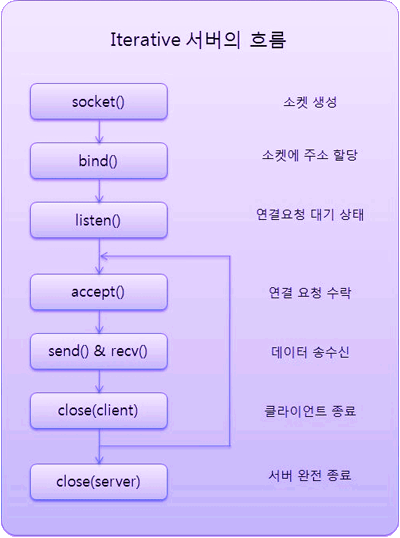 Iterative 서버의 흐름
socket() 소켓 생성
bind() 소켓에 주소 할당
listen() 연결요청 대기 상태
accept() 연결 요청 수락
send() & recv() 데이터 송수신
close(client) 클라이언트 종료
close(server) 서버 완전 종료